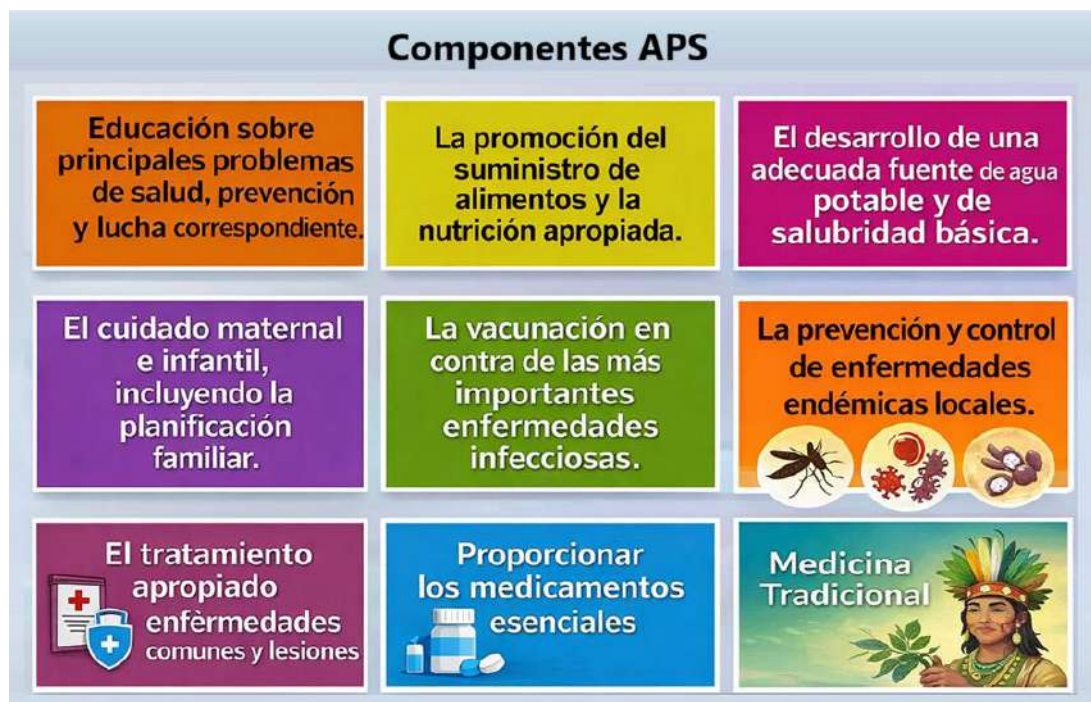 Componentes APS
Educación sobre
principales problemas
de salud, prevención
y lucha correspondiente.
La promoción del
suministro de
alimentos y la
nutrición apropiada.
El desarrollo de una
adecuada fuente de agua
potable y de
salubridad básica.
El cuidado maternal
e infantil,
incluyendo la
planificación
familiar.
La vacunación en
contra de las más
importantes
enfermedades
infecciosas.
La prevención y control
de enfermedades
endémicas locales.
El tratamiento
apropiado
enfèrmedades
comunes y lesiones
Proporcionar
los medicamentos
esenciales
Medicina
Tradicional